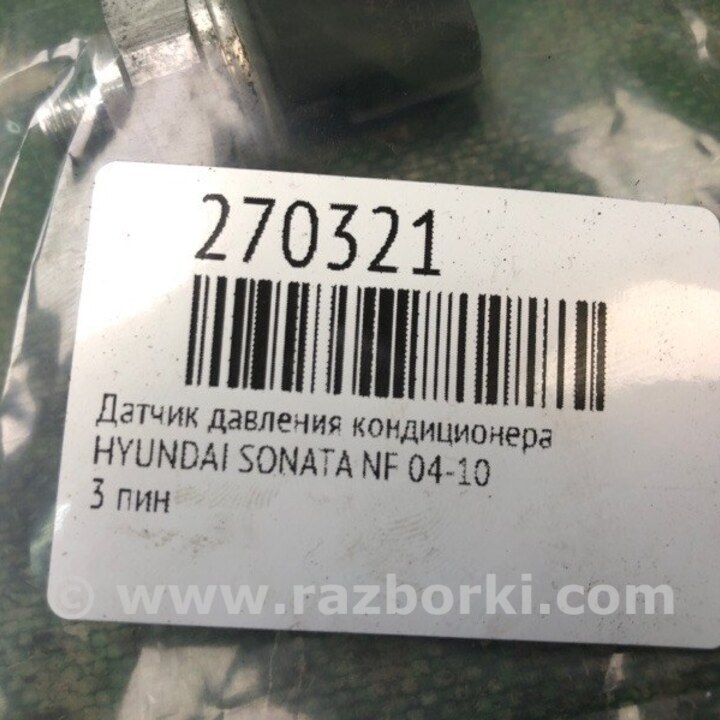 270321
Датчик давления кондиционера
HYUNDAI SONATA NF 04-10
3 пин
© www.razborki.com